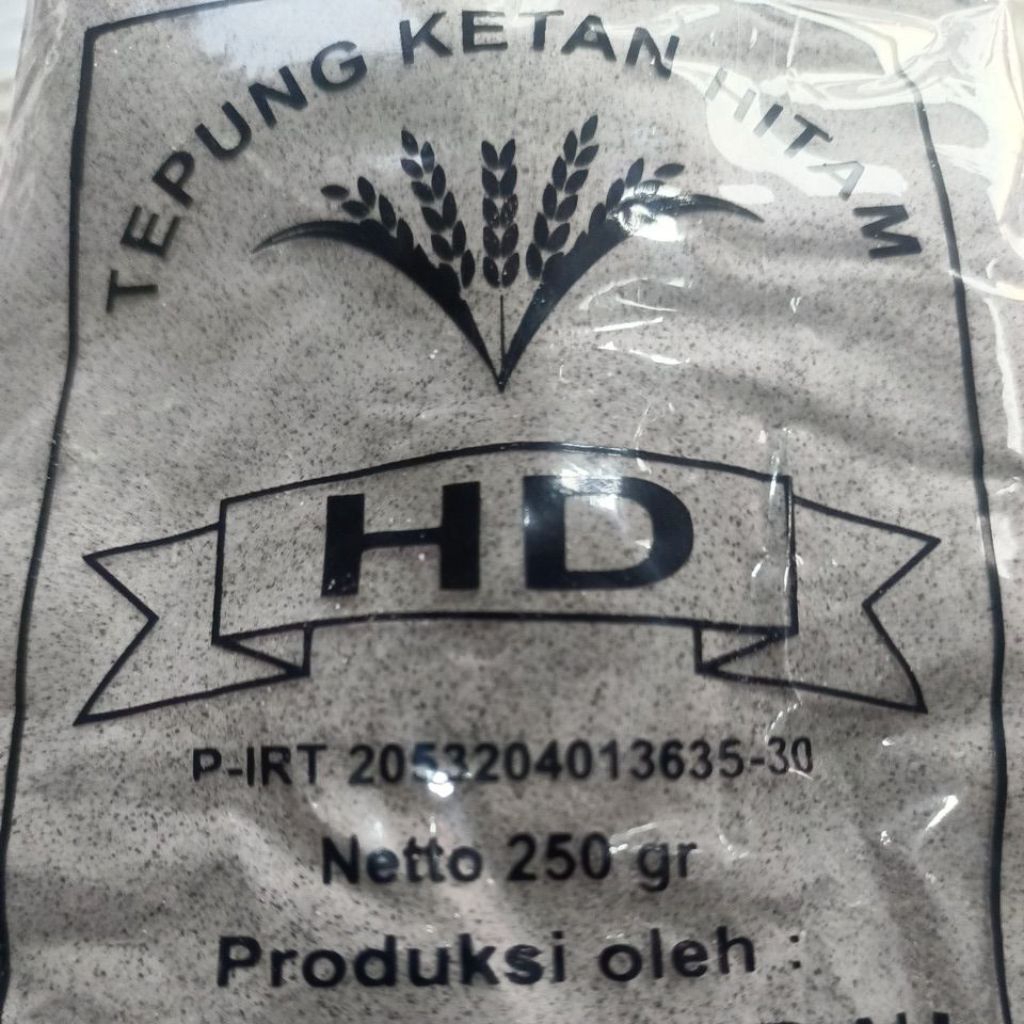 TEPUNG KETAN HITAM
HD
P-IRT 2053204013635-30
Netto 250 gr
Produksi oleh :